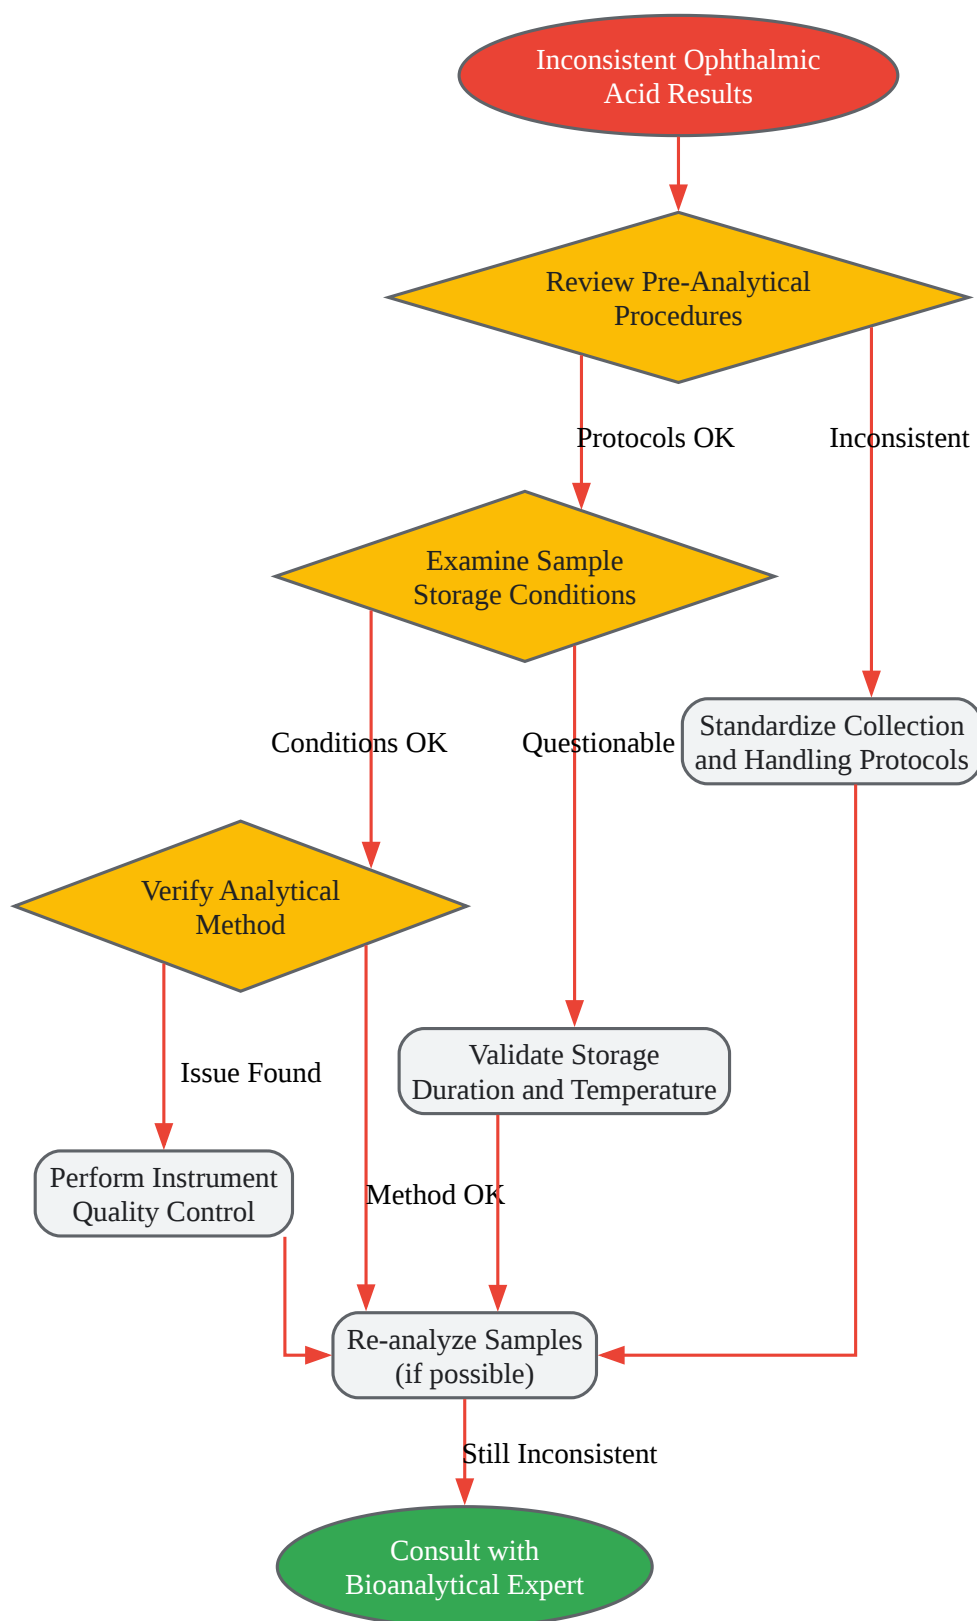 Inconsistent Ophthalmic
Acid Results
Review Pre-Analytical
Procedures
Protocols OK
Inconsistent
Examine Sample
Storage Conditions
Conditions OK
Questionable
Standardize Collection
and Handling Protocols
Verify Analytical
Method
Issue Found
Validate Storage
Duration and Temperature
Perform Instrument
Quality Control
Method OK
Re-analyze Samples
(if possible)
Still Inconsistent
Consult with
Bioanalytical Expert